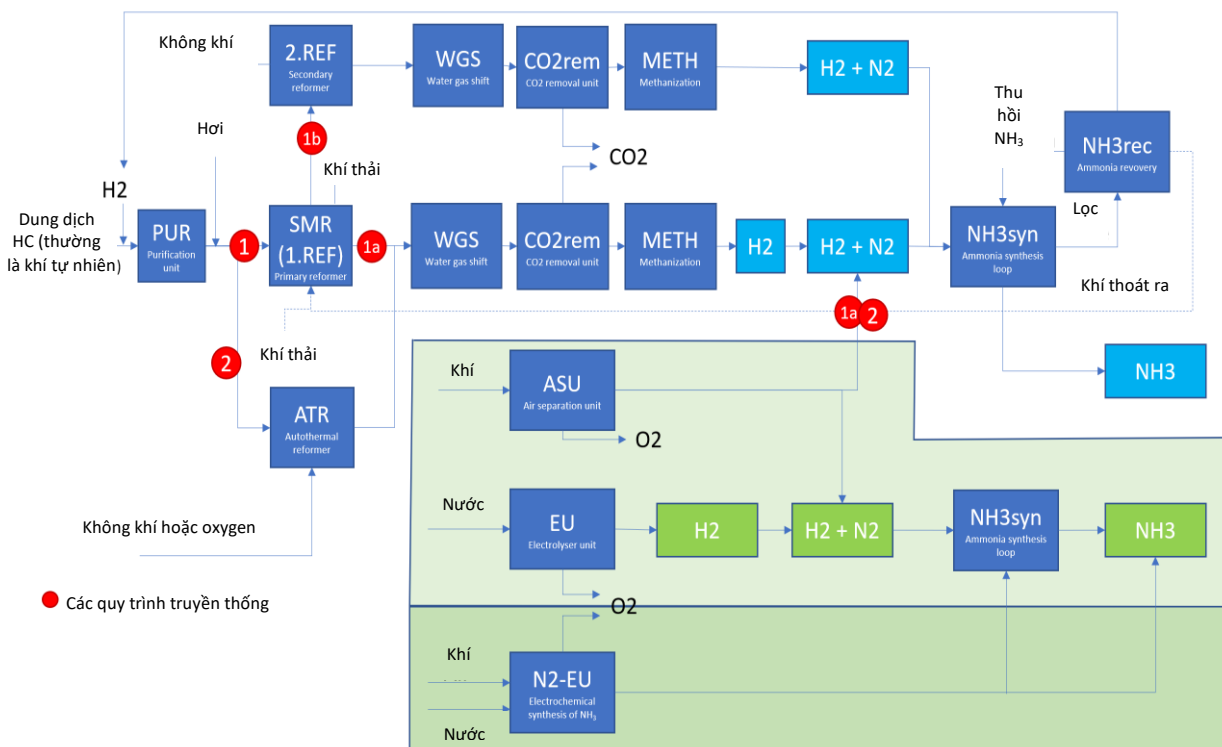 Không khí
2.REF
Secondary
reformer
WGS
Water gas shift
CO2rem
CO2 removal unit
METH
Methanization
H2 + N2
Thu
hồi
NH₃
NH3rec
Ammonia revovery
Hơi
1b
Khí thải
CO2
H2
Dung dịch
HC (thường
là khí tự nhiên)
PUR
Purification
unit
1
SMR
(1.REF)
Primary reformer
1a
WGS
Water gas shift
CO2rem
CO2 removal unit
METH
Methanization
H2
H2 + N2
NH3syn
Ammonia synthesis
loop
Lọc
Khí thoát ra
1a
2
Khí thải
2
Khí
ASU
Air separation unit
O2
NH3
ATR
Autothermal
reformer
Nước
EU
Electrolyser unit
H2
H2 + N2
NH3syn
Ammonia synthesis
loop
NH3
Không khí hoặc oxygen
O2
Các quy trình truyền thống
Khí
N2-EU
Electrochemical
synthesis of NH₃
Nước